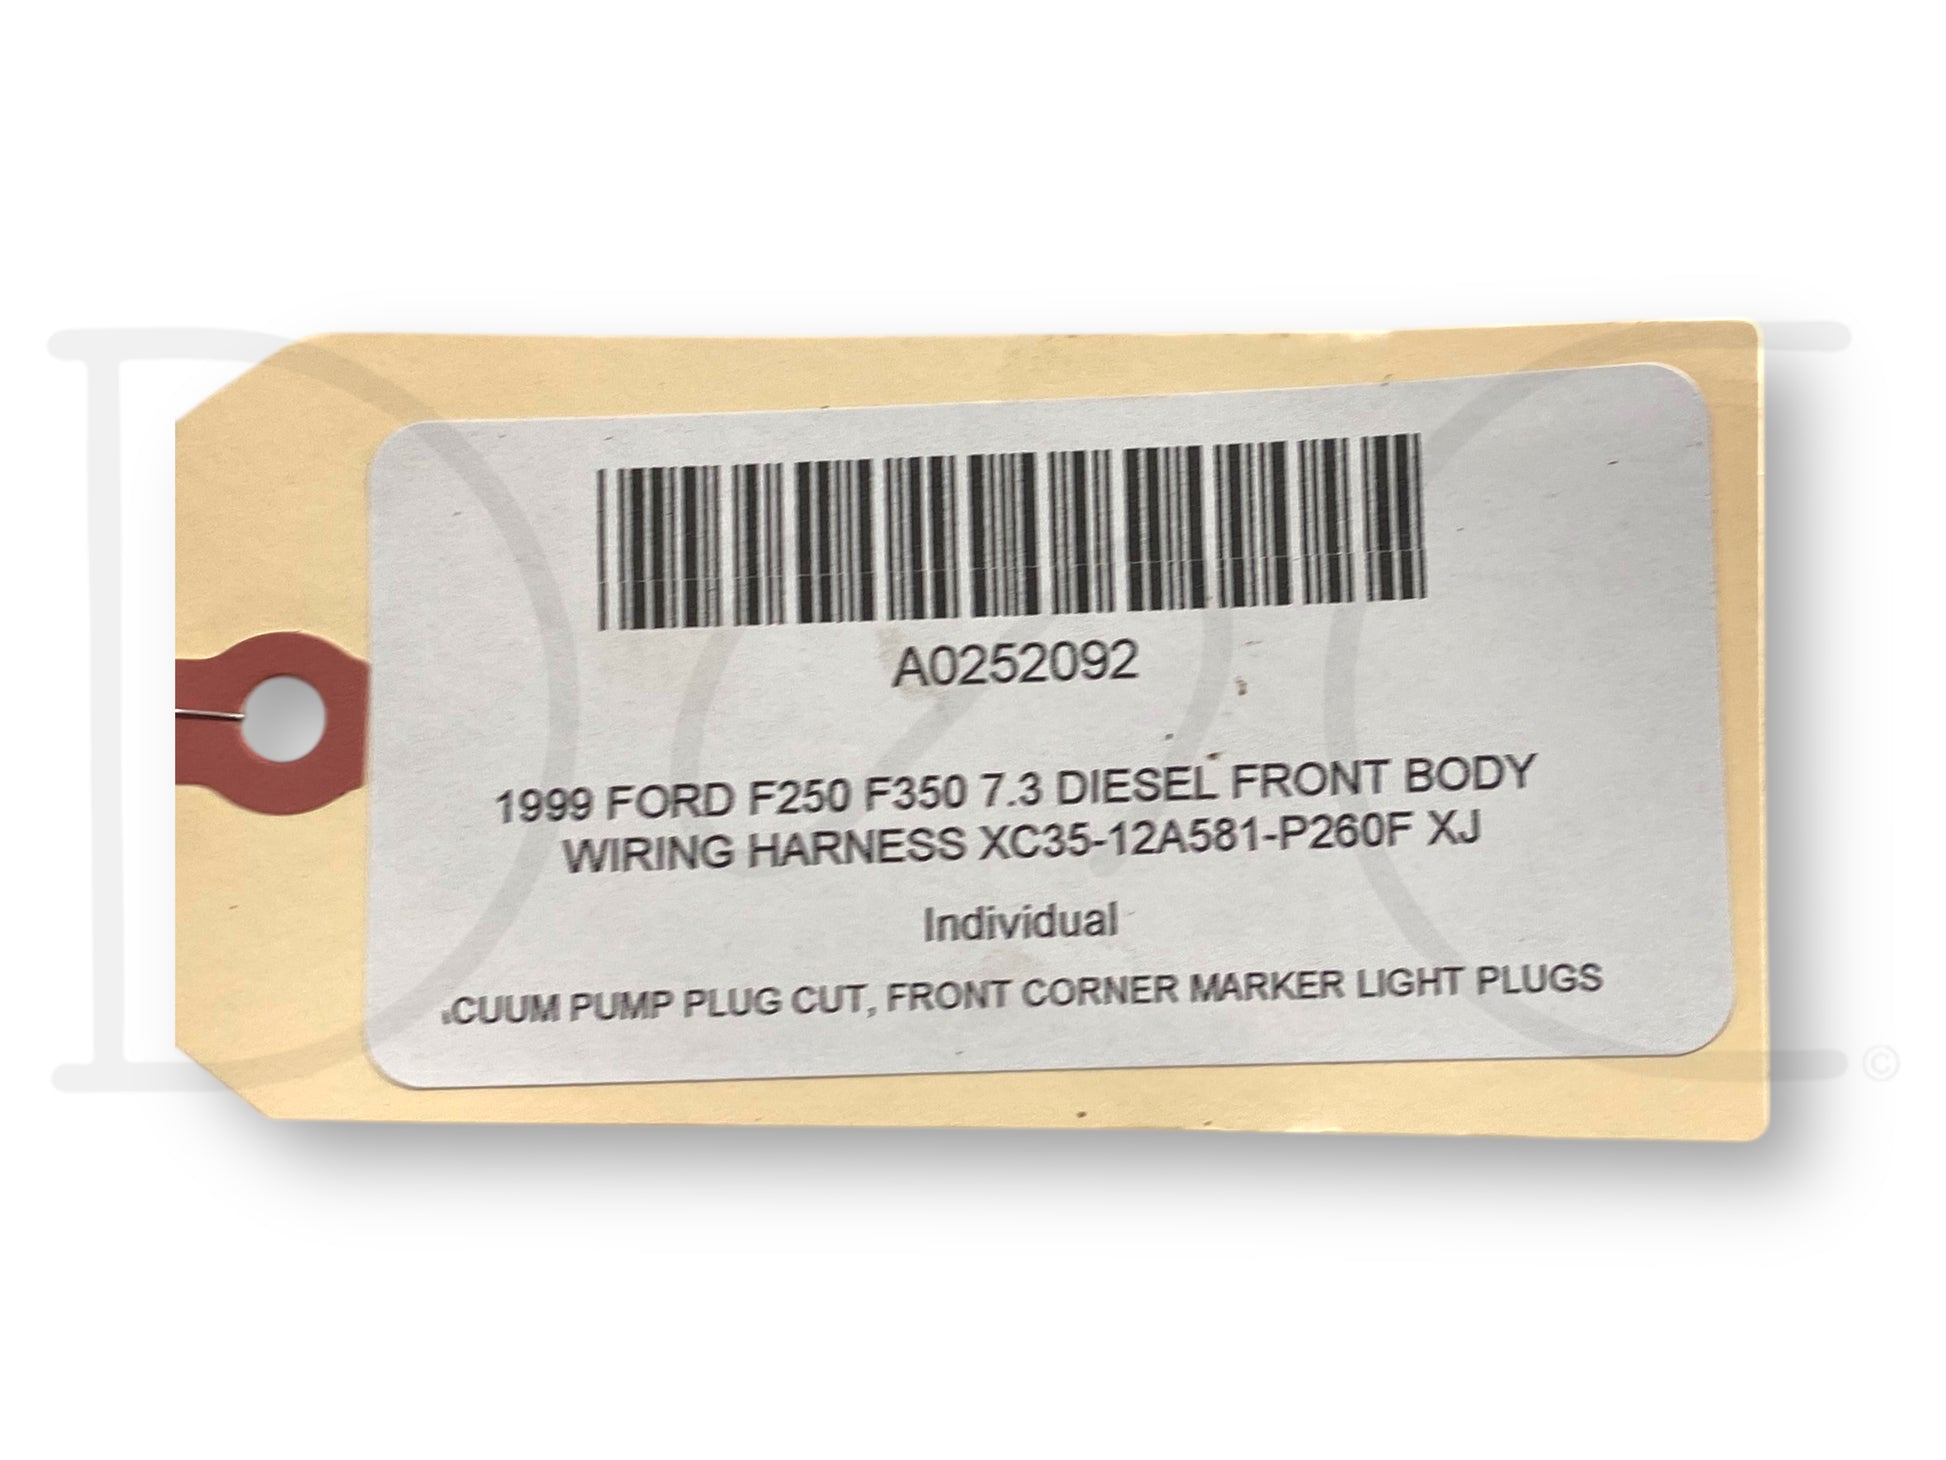 A0252092
1999 FORD F250 F350 7.3 DIESEL FRONT BODY
WIRING HARNESS XC35-12A581-P260F XJ
Individual
PUMP PLUG CUT, FRONT CORNER MARKER LIGHT PLUGS
©